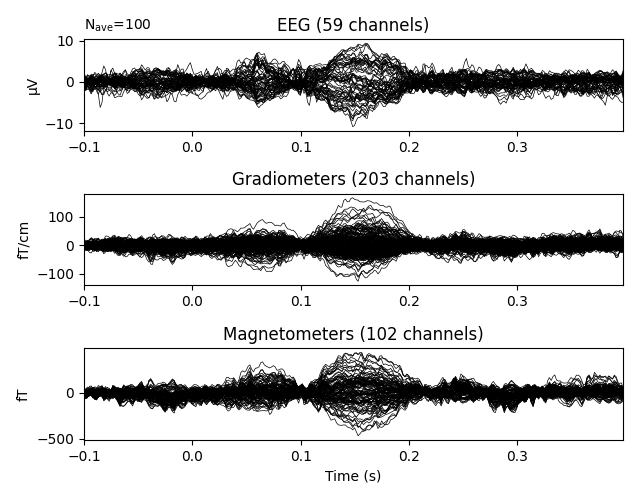 N_ave=100
EEG (59 channels)
10
0
−10
µV
−0.1 0.0 0.1 0.2 0.3
Gradiometers (203 channels)
100
0
−100
fT/cm
−0.1 0.0 0.1 0.2 0.3
Magnetometers (102 channels)
0
−500
fT
−0.1 0.0 0.1 0.2 0.3
Time (s)